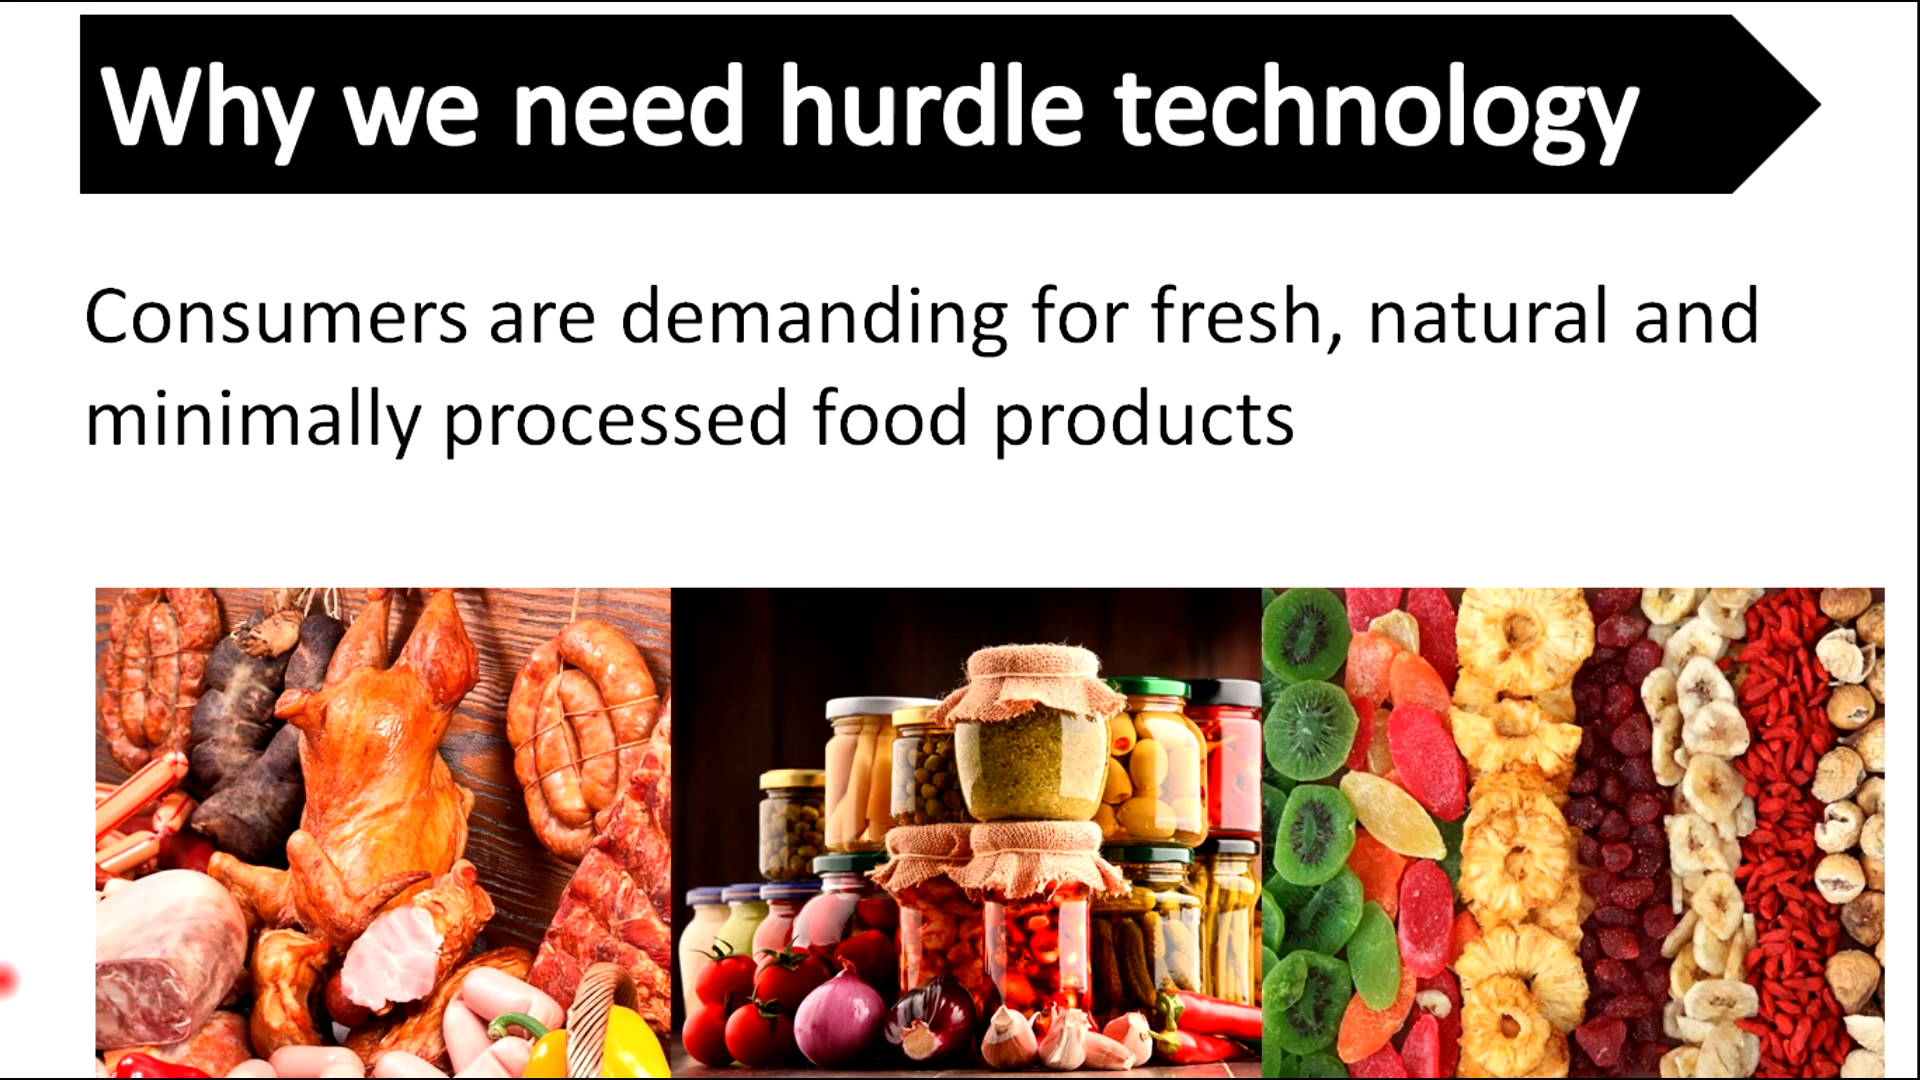 Why we need hurdle technology
Consumers are demanding for fresh, natural and
minimally processed food products